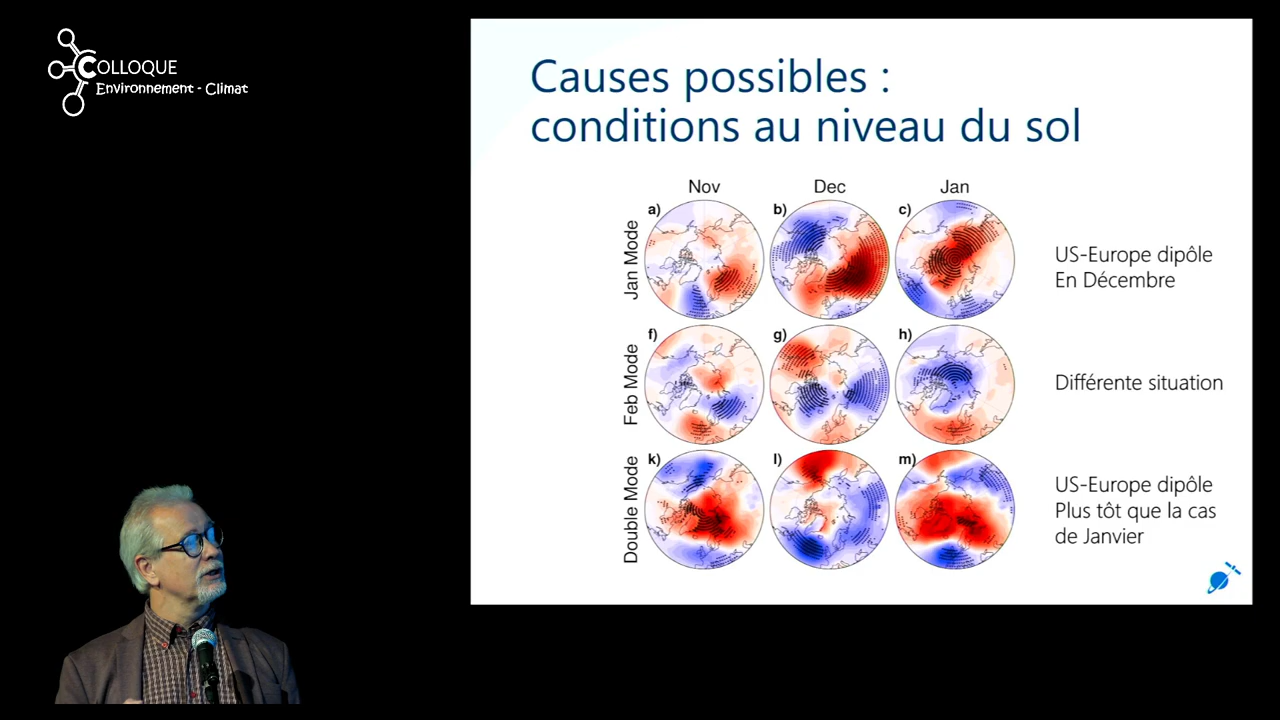 COLLOQUE
Environnement - Climat
Causes possibles :
conditions au niveau du sol
Nov Dec Jan
Jan Mode
a) b) c)
US-Europe dipôle
En Décembre
Feb Mode
f) g) h)
Différente situation
Double Mode
k) l) m)
US-Europe dipôle
Plus tôt que la cas
de Janvier